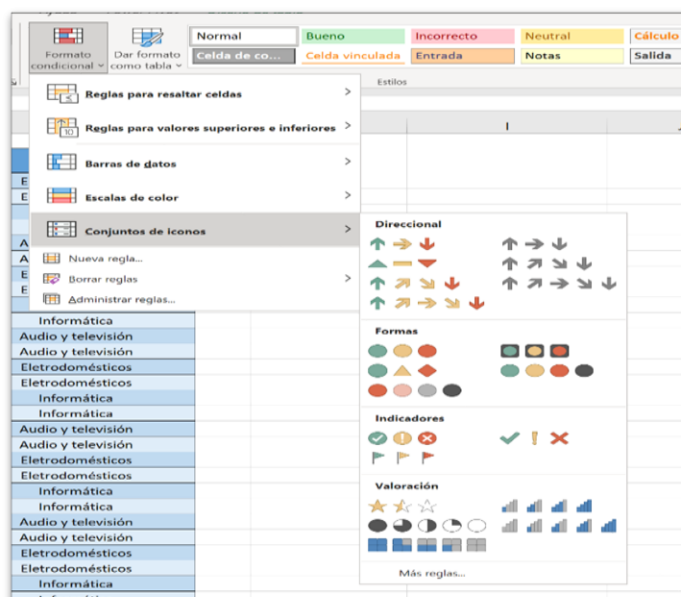 Formato
condicional
Dar formato
como tabla
Normal
Bueno
Incorrecto
Neutral
Cálculo
Celda de co...
Celda vinculada
Entrada
Notas
Salida
Estilos
Reglas para resaltar celdas
Reglas para valores superiores e inferiores
Barras de datos
Escalas de color
Conjuntos de iconos
Nueva regla...
Borrar reglas
Administrar reglas...
I
Direccional
Formas
Indicadores
Valoración
Más reglas...
E
E
A
A
E
E
Informática
Audio y televisión
Audio y televisión
Eletrodomésticos
Eletrodomésticos
Informática
Informática
Audio y televisión
Audio y televisión
Eletrodomésticos
Eletrodomésticos
Informática
Informática
Audio y televisión
Audio y televisión
Eletrodomésticos
Eletrodomésticos
Informática